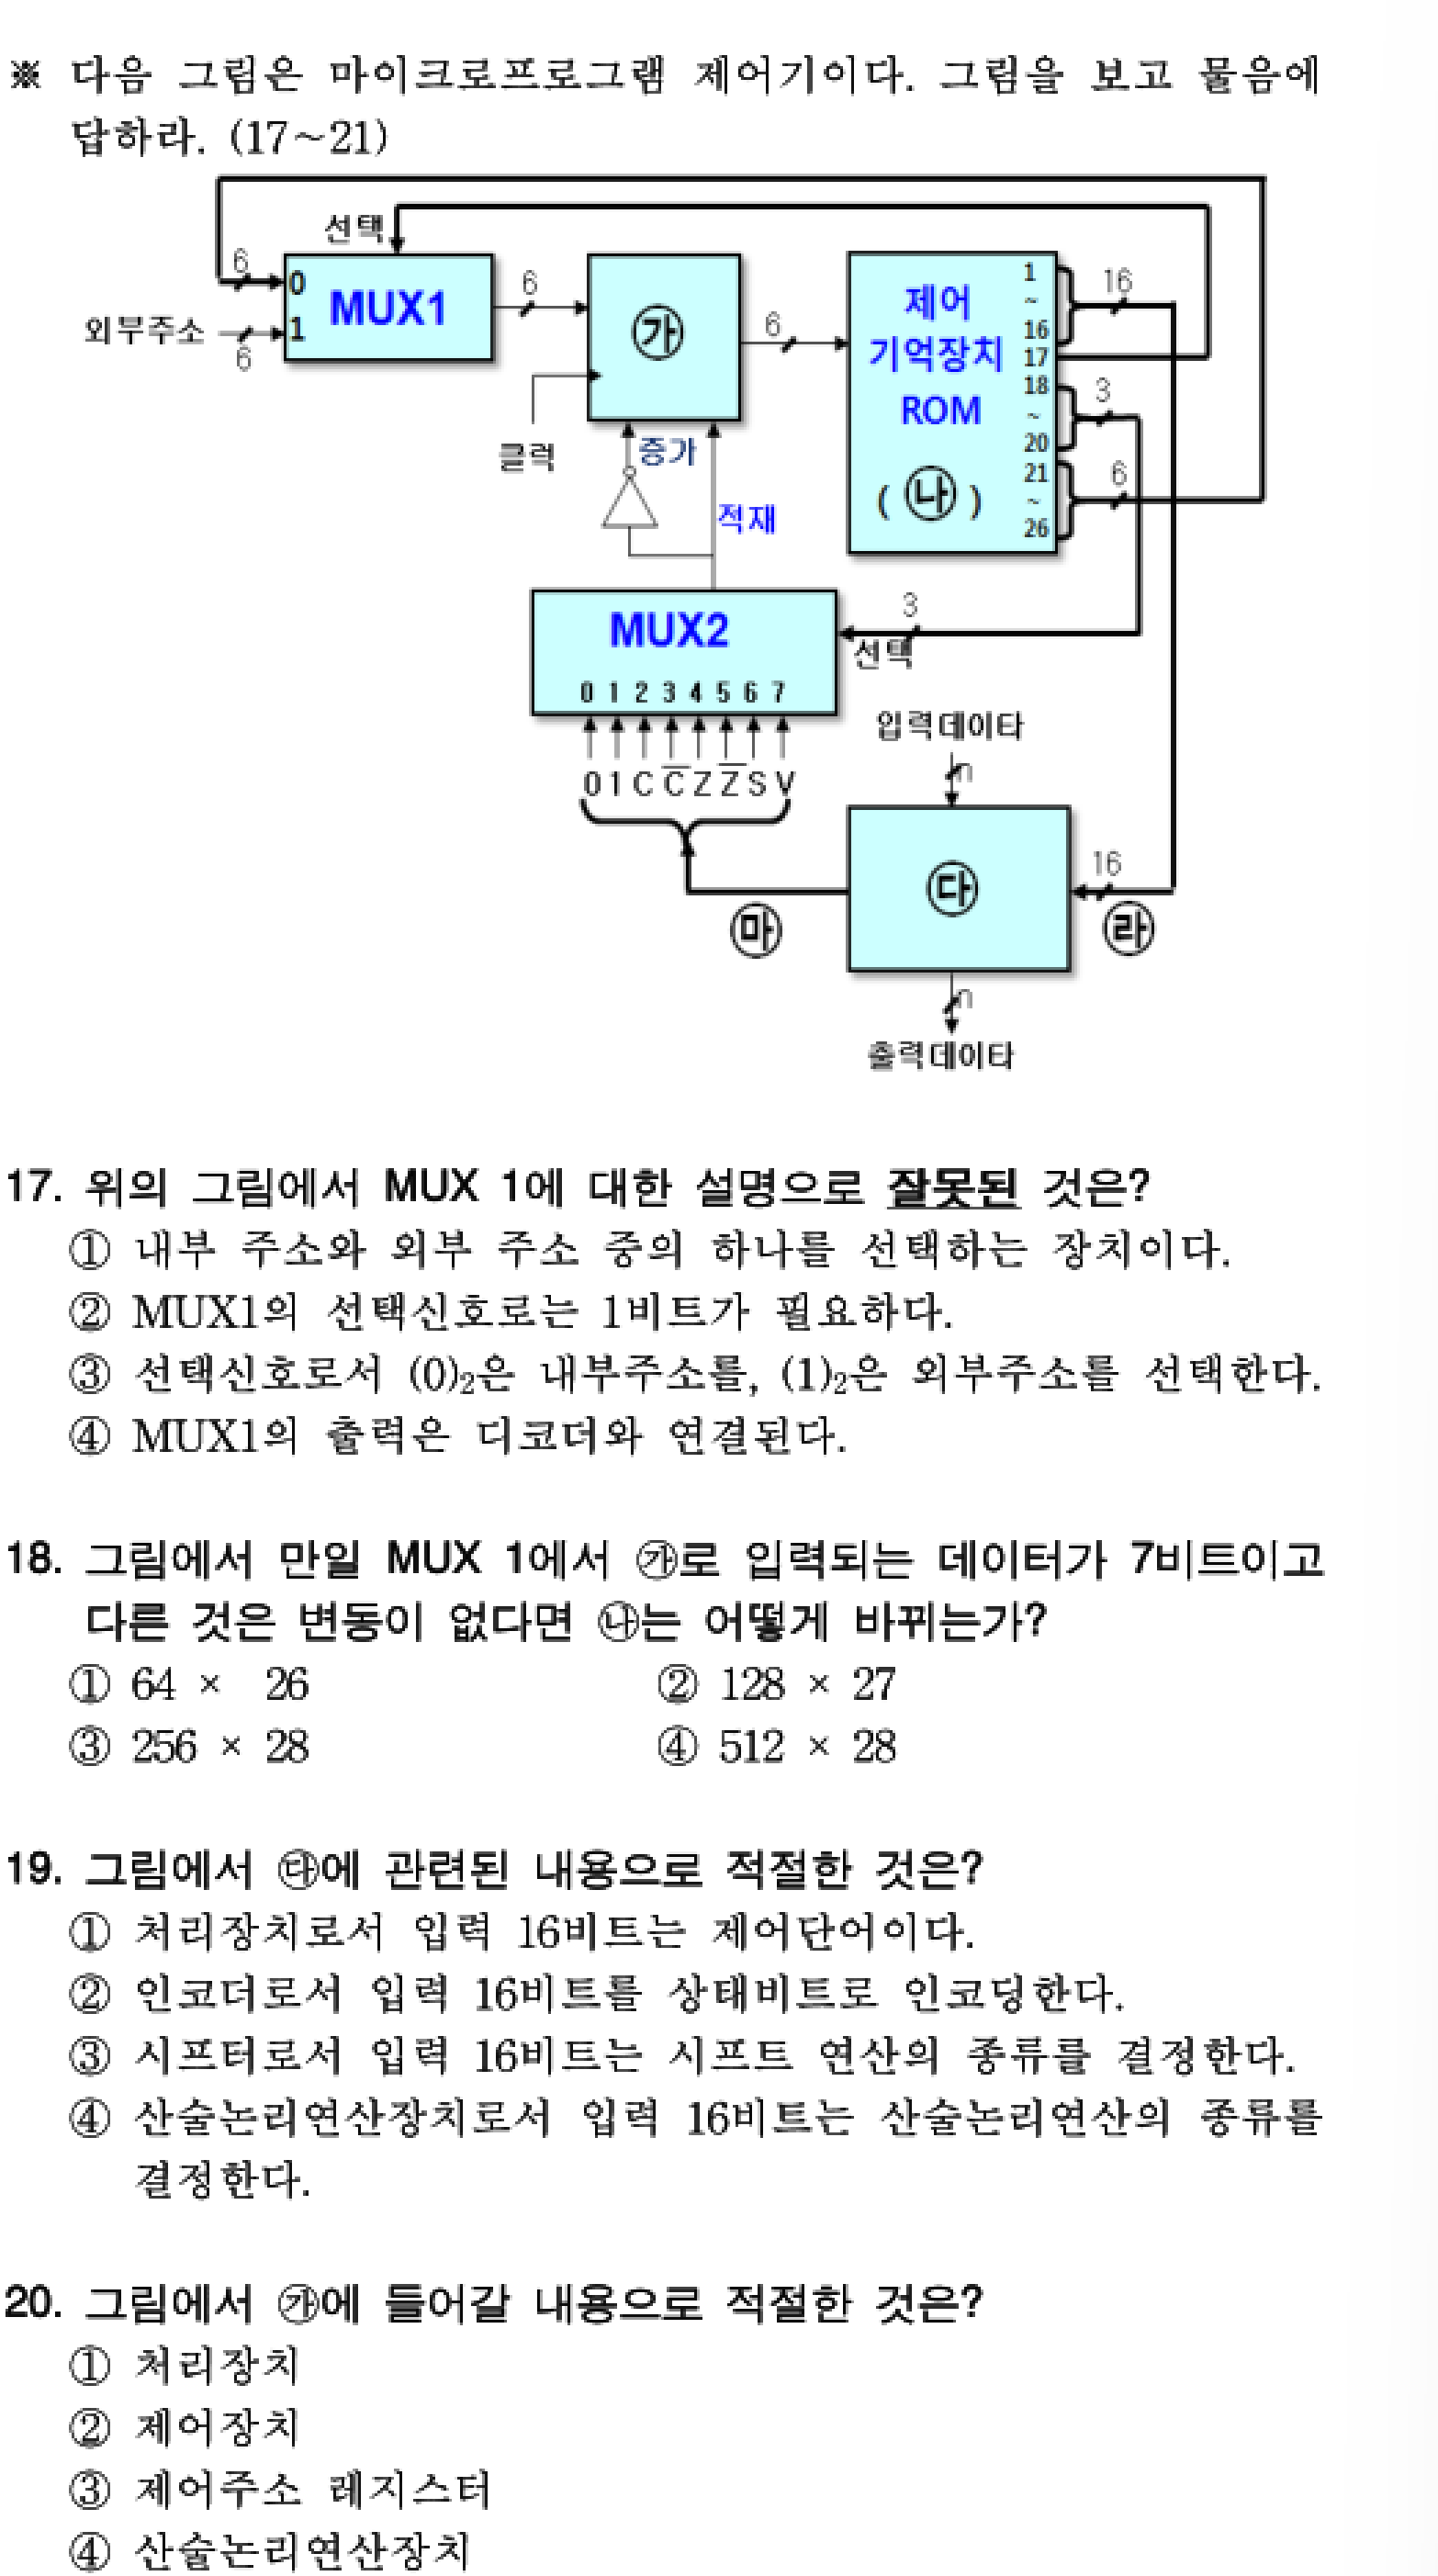 ※ 다음 그림은 마이크로프로그램 제어기이다. 그림을 보고 물음에
답하라. (17~21)
선택
6
0
MUX1
외부주소
1
6
6
㉮
클럭
증가
적재
6
제어
기억장치
ROM
( ㉯ )
1
~
16
17
18
~
20
21
~
26
16
3
6
MUX2
3
선택
0 1 2 3 4 5 6 7
0 1 C C̅ Z Z̅ S V
입력데이타
n
㉰
16
㉱
㉲
n
출력데이타
17. 위의 그림에서 MUX 1에 대한 설명으로 잘못된 것은?
① 내부 주소와 외부 주소 중의 하나를 선택하는 장치이다.
② MUX1의 선택신호로는 1비트가 필요하다.
③ 선택신호로서 (0)₂은 내부주소를, (1)₂은 외부주소를 선택한다.
④ MUX1의 출력은 디코더와 연결된다.
18. 그림에서 만일 MUX 1에서 ㉮로 입력되는 데이터가 7비트이고
다른 것은 변동이 없다면 ㉯는 어떻게 바뀌는가?
① 64 × 26 ② 128 × 27
③ 256 × 28 ④ 512 × 28
19. 그림에서 ㉰에 관련된 내용으로 적절한 것은?
① 처리장치로서 입력 16비트는 제어단어이다.
② 인코더로서 입력 16비트를 상태비트로 인코딩한다.
③ 시프터로서 입력 16비트는 시프트 연산의 종류를 결정한다.
④ 산술논리연산장치로서 입력 16비트는 산술논리연산의 종류를
결정한다.
20. 그림에서 ㉮에 들어갈 내용으로 적절한 것은?
① 처리장치
② 제어장치
③ 제어주소 레지스터
④ 산술논리연산장치